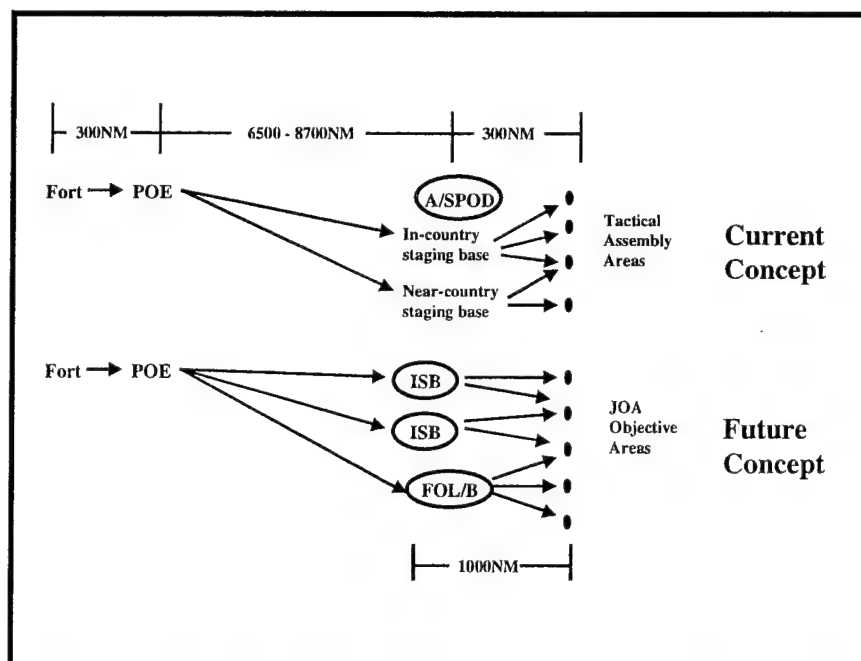 300NM 6500 - 8700NM 300NM
Fort POE A/SPOD
In-country
staging base
Near-country
staging base
Tactical
Assembly
Areas
Current
Concept
Fort POE ISB
ISB
FOL/B
JOA
Objective
Areas
Future
Concept
1000NM